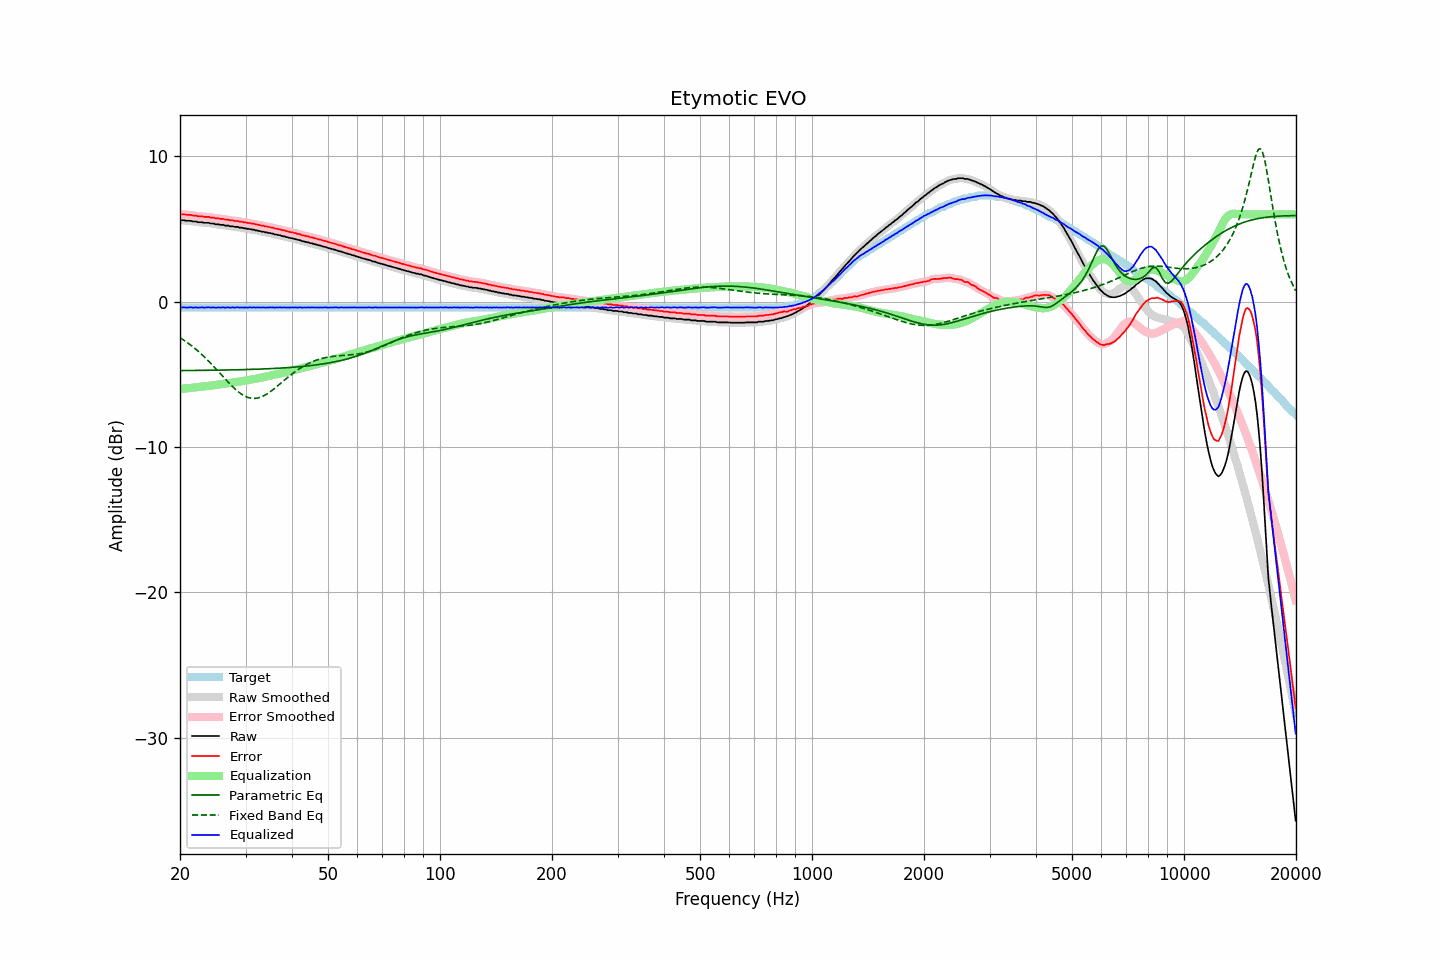 Etymotic EVO
10
0
−10
−20
−30
Amplitude (dBr)
Target
Raw Smoothed
Error Smoothed
Raw
Error
Equalization
Parametric Eq
Fixed Band Eq
Equalized
20 50 100 200 500 1000 2000 5000 10000 20000
Frequency (Hz)